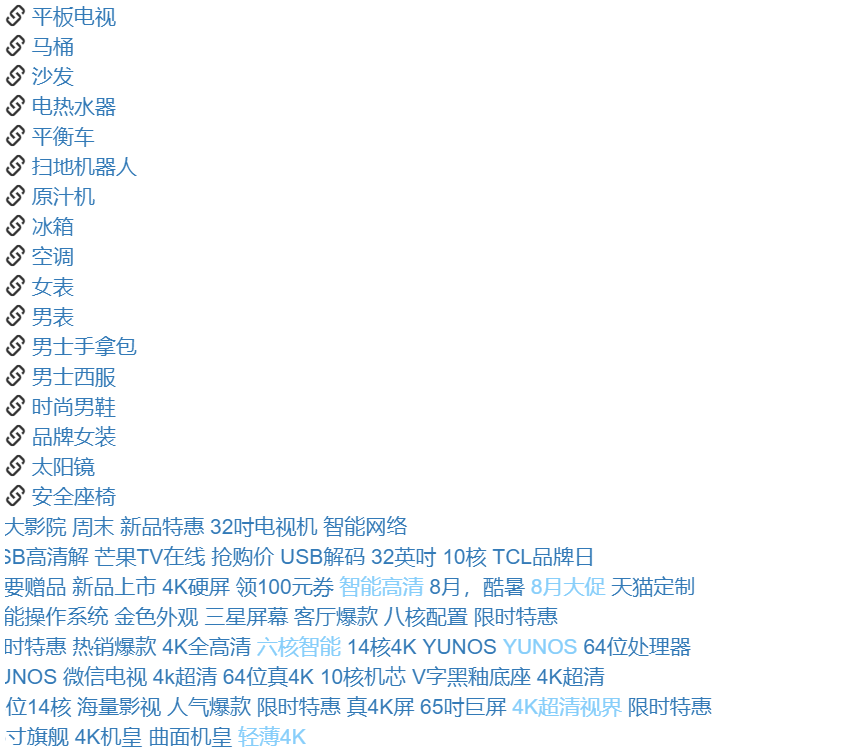 平板电视
马桶
沙发
电热水器
平衡车
扫地机器人
原汁机
冰箱
空调
女表
男表
男士手拿包
男士西服
时尚男鞋
品牌女装
太阳镜
安全座椅
大影院 周末 新品特惠 32吋电视机 智能网络
SB高清解 芒果TV在线 抢购价 USB解码 32英吋 10核 TCL品牌日
要赠品 新品上市 4K硬屏 领100元券 智能高清 8月，酷暑 8月大促 天猫定制
能操作系统 金色外观 三星屏幕 客厅爆款 八核配置 限时特惠
时特惠 热销爆款 4K全高清 六核智能 14核4K YUNOS YUNOS 64位处理器
UNOS 微信电视 4k超清 64位真4K 10核机芯 V字黑釉底座 4K超清
位14核 海量影视 人气爆款 限时特惠 真4K屏 65吋巨屏 4K超清视界 限时特惠
寸旗舰 4K机皇 曲面机皇 轻薄4K